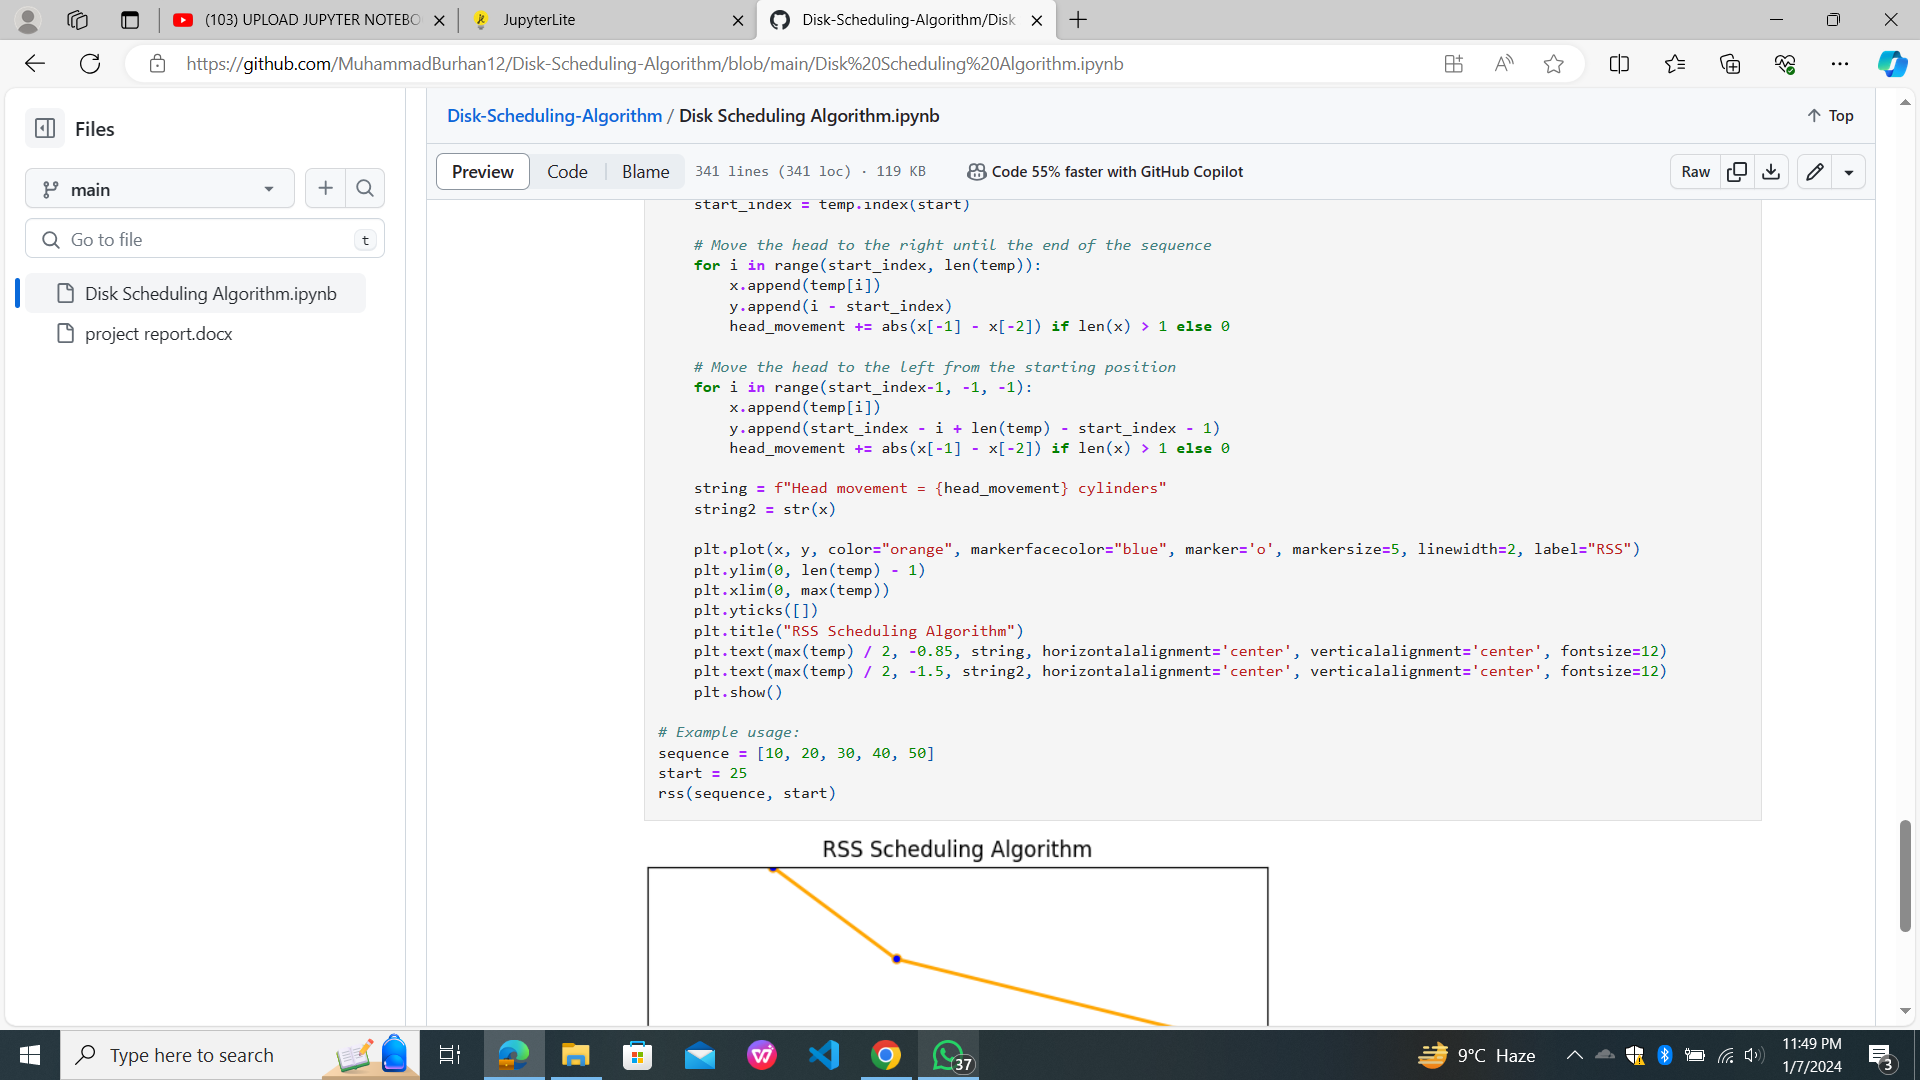 (103) UPLOAD JUPYTER NOTEBO
JupyterLite
Disk-Scheduling-Algorithm/Disk
https://github.com/MuhammadBurhan12/Disk-Scheduling-Algorithm/blob/main/Disk%20Scheduling%20Algorithm.ipynb
Files
main
Go to file
t
Disk Scheduling Algorithm.ipynb
project report.docx
Disk-Scheduling-Algorithm / Disk Scheduling Algorithm.ipynb
Top
Preview
Code
Blame
341 lines (341 loc) · 119 KB
Code 55% faster with GitHub Copilot
Raw
    start_index = temp.index(start)

    # Move the head to the right until the end of the sequence
    for i in range(start_index, len(temp)):
        x.append(temp[i])
        y.append(i - start_index)
        head_movement += abs(x[-1] - x[-2]) if len(x) > 1 else 0

    # Move the head to the left from the starting position
    for i in range(start_index-1, -1, -1):
        x.append(temp[i])
        y.append(start_index - i + len(temp) - start_index - 1)
        head_movement += abs(x[-1] - x[-2]) if len(x) > 1 else 0

    string = f"Head movement = {head_movement} cylinders"
    string2 = str(x)

    plt.plot(x, y, color="orange", markerfacecolor="blue", marker='o', markersize=5, linewidth=2, label="RSS")
    plt.ylim(0, len(temp) - 1)
    plt.xlim(0, max(temp))
    plt.yticks([])
    plt.title("RSS Scheduling Algorithm")
    plt.text(max(temp) / 2, -0.85, string, horizontalalignment='center', verticalalignment='center', fontsize=12)
    plt.text(max(temp) / 2, -1.5, string2, horizontalalignment='center', verticalalignment='center', fontsize=12)
    plt.show()

# Example usage:
sequence = [10, 20, 30, 40, 50]
start = 25
rss(sequence, start)
RSS Scheduling Algorithm
Type here to search
37
9°C Haze
11:49 PM
1/7/2024
3